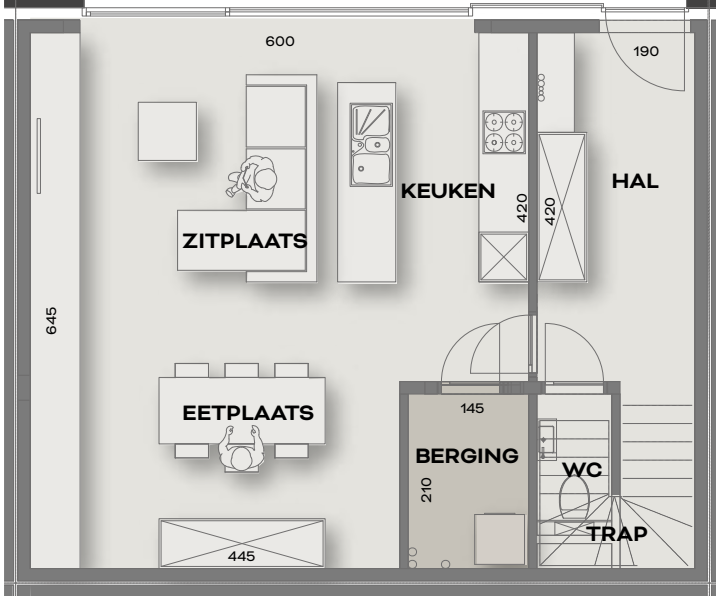 600
190
KEUKEN
HAL
420
420
ZITPLAATS
645
145
EETPLAATS
BERGING
WC
210
TRAP
445